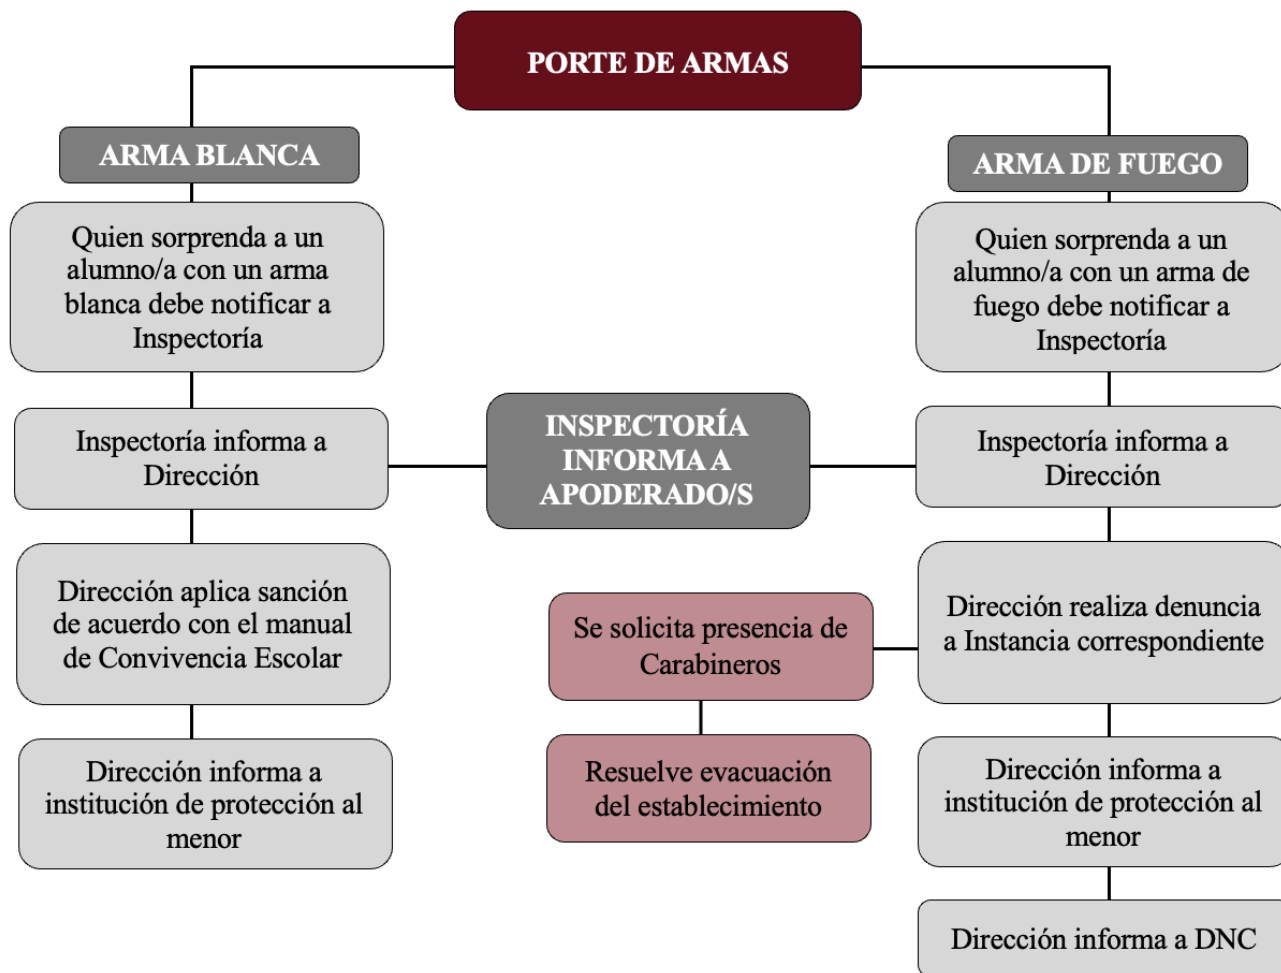 PORTE DE ARMAS
ARMA BLANCA
Quien sorprenda a un
alumno/a con un arma
blanca debe notificar a
Inspectoría
Inspectoría informa a
Dirección
Dirección aplica sanción
de acuerdo con el manual
de Convivencia Escolar
Dirección informa a
institución de protección al
menor
INSPECTORÍA
INFORMA A
APODERADO/S
ARMA DE FUEGO
Quien sorprenda a un
alumno/a con un arma de
fuego debe notificar a
Inspectoría
Inspectoría informa a
Dirección
Dirección realiza denuncia
a Instancia correspondiente
Se solicita presencia de
Carabineros
Resuelve evacuación
del establecimiento
Dirección informa a
institución de protección al
menor
Dirección informa a DNC